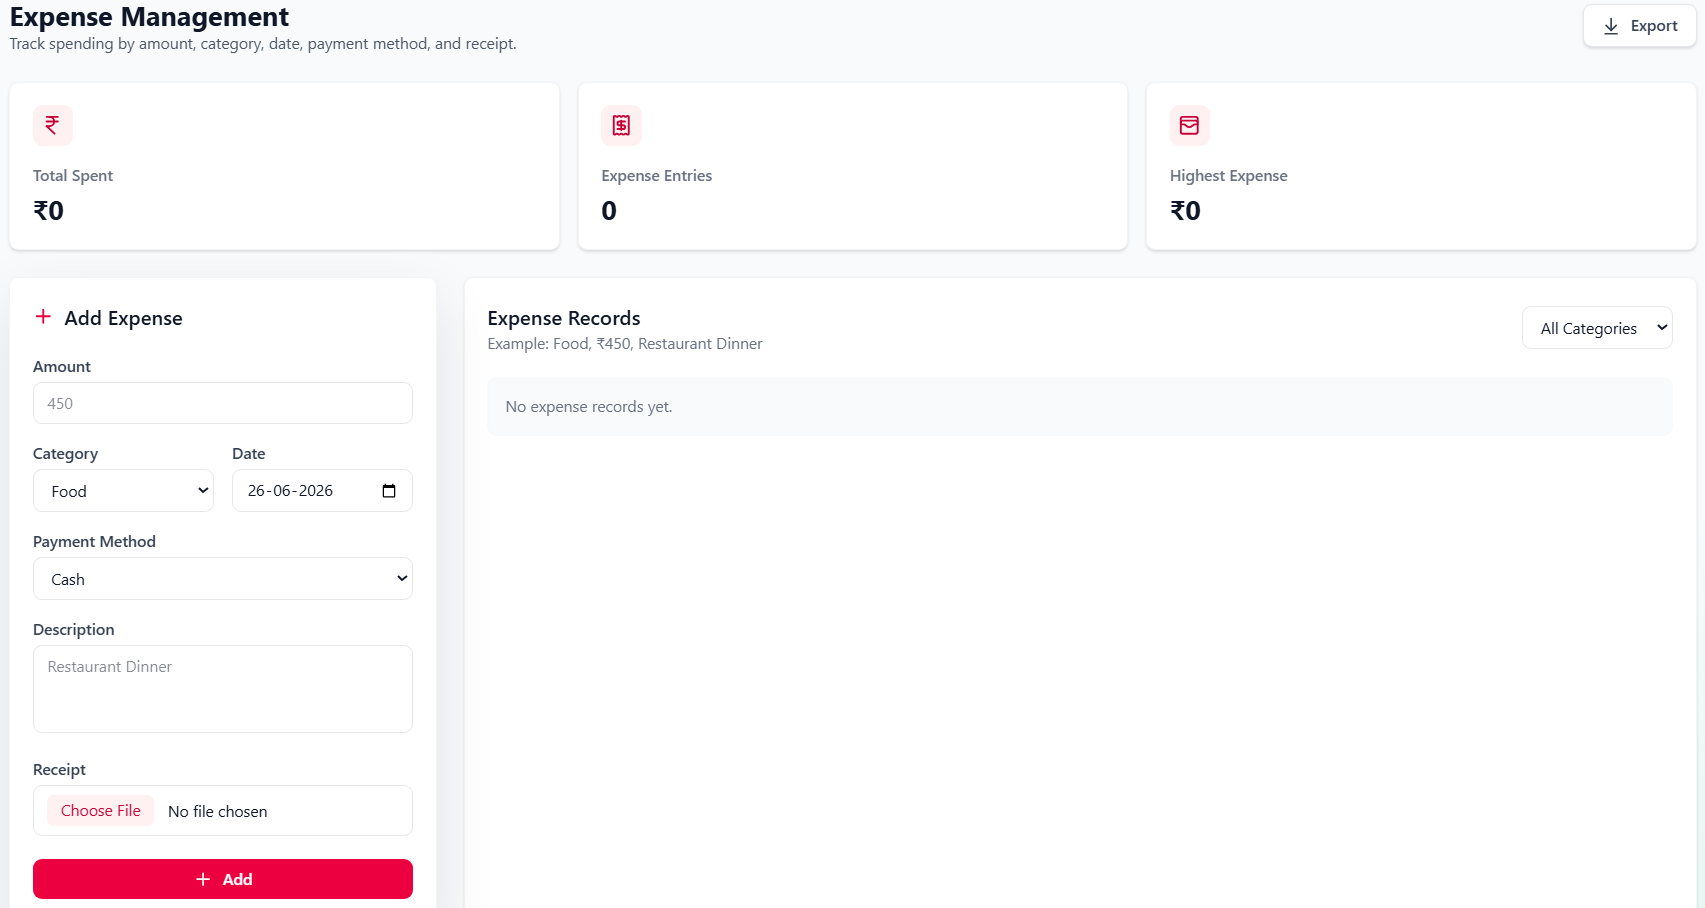 Expense Management
Track spending by amount, category, date, payment method, and receipt.
Export
Total Spent
₹0
Expense Entries
0
Highest Expense
₹0
Add Expense
Amount
450
Category
Date
Food
26-06-2026
Payment Method
Cash
Description
Restaurant Dinner
Receipt
Choose File No file chosen
Add
Expense Records
Example: Food, ₹450, Restaurant Dinner
All Categories
No expense records yet.